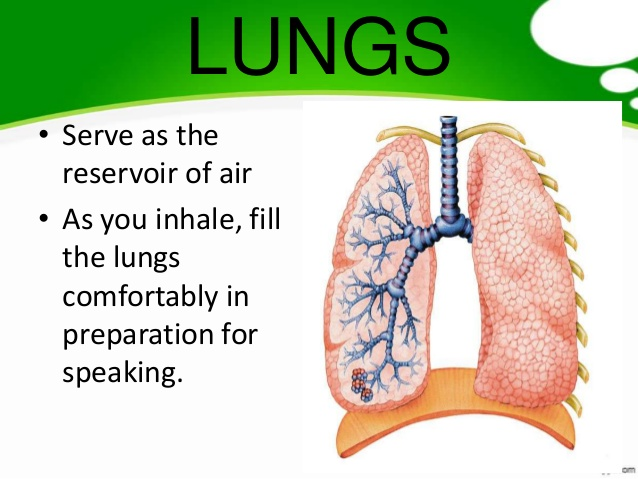 LUNGS
• Serve as the
reservoir of air
• As you inhale, fill
the lungs
comfortably in
preparation for
speaking.